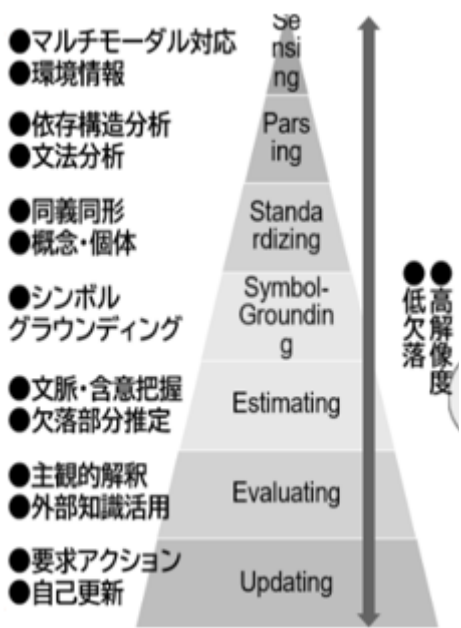 ●マルチモーダル対応
●環境情報
Se
nsi
ng
●依存構造分析
●文法分析
Pars
ing
●同義同形
●概念・個体
Standa
rdizing
●シンボル
グラウンディング
Symbol-
Groundin
g
●文脈・含意把握
●欠落部分推定
Estimating
●主観的解釈
●外部知識活用
Evaluating
●要求アクション
●自己更新
Updating
●高解像度
●低欠落